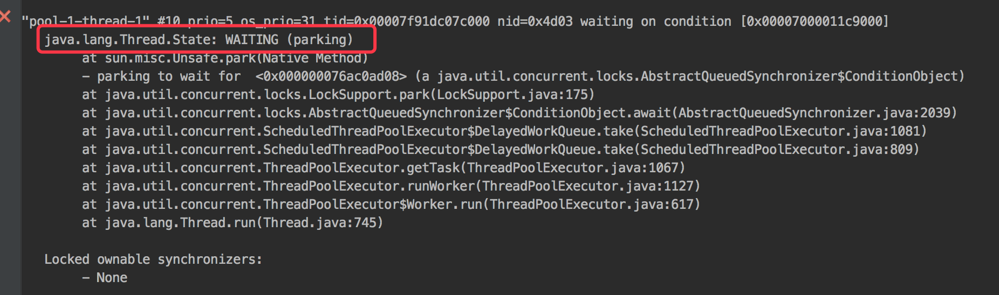 "pool-1-thread-1" #10 prio=5 os_prio=31 tid=0x00007f91dc07c000 nid=0x4d03 waiting on condition [0x00007000011c9000]
java.lang.Thread.State: WAITING (parking)
at sun.misc.Unsafe.park(Native Method)
- parking to wait for  <0x000000076ac0ad08> (a java.util.concurrent.locks.AbstractQueuedSynchronizer$ConditionObject)
at java.util.concurrent.locks.LockSupport.park(LockSupport.java:175)
at java.util.concurrent.locks.AbstractQueuedSynchronizer$ConditionObject.await(AbstractQueuedSynchronizer.java:2039)
at java.util.concurrent.ScheduledThreadPoolExecutor$DelayedWorkQueue.take(ScheduledThreadPoolExecutor.java:1081)
at java.util.concurrent.ScheduledThreadPoolExecutor$DelayedWorkQueue.take(ScheduledThreadPoolExecutor.java:809)
at java.util.concurrent.ThreadPoolExecutor.getTask(ThreadPoolExecutor.java:1067)
at java.util.concurrent.ThreadPoolExecutor.runWorker(ThreadPoolExecutor.java:1127)
at java.util.concurrent.ThreadPoolExecutor$Worker.run(ThreadPoolExecutor.java:617)
at java.lang.Thread.run(Thread.java:745)
Locked ownable synchronizers:
- None